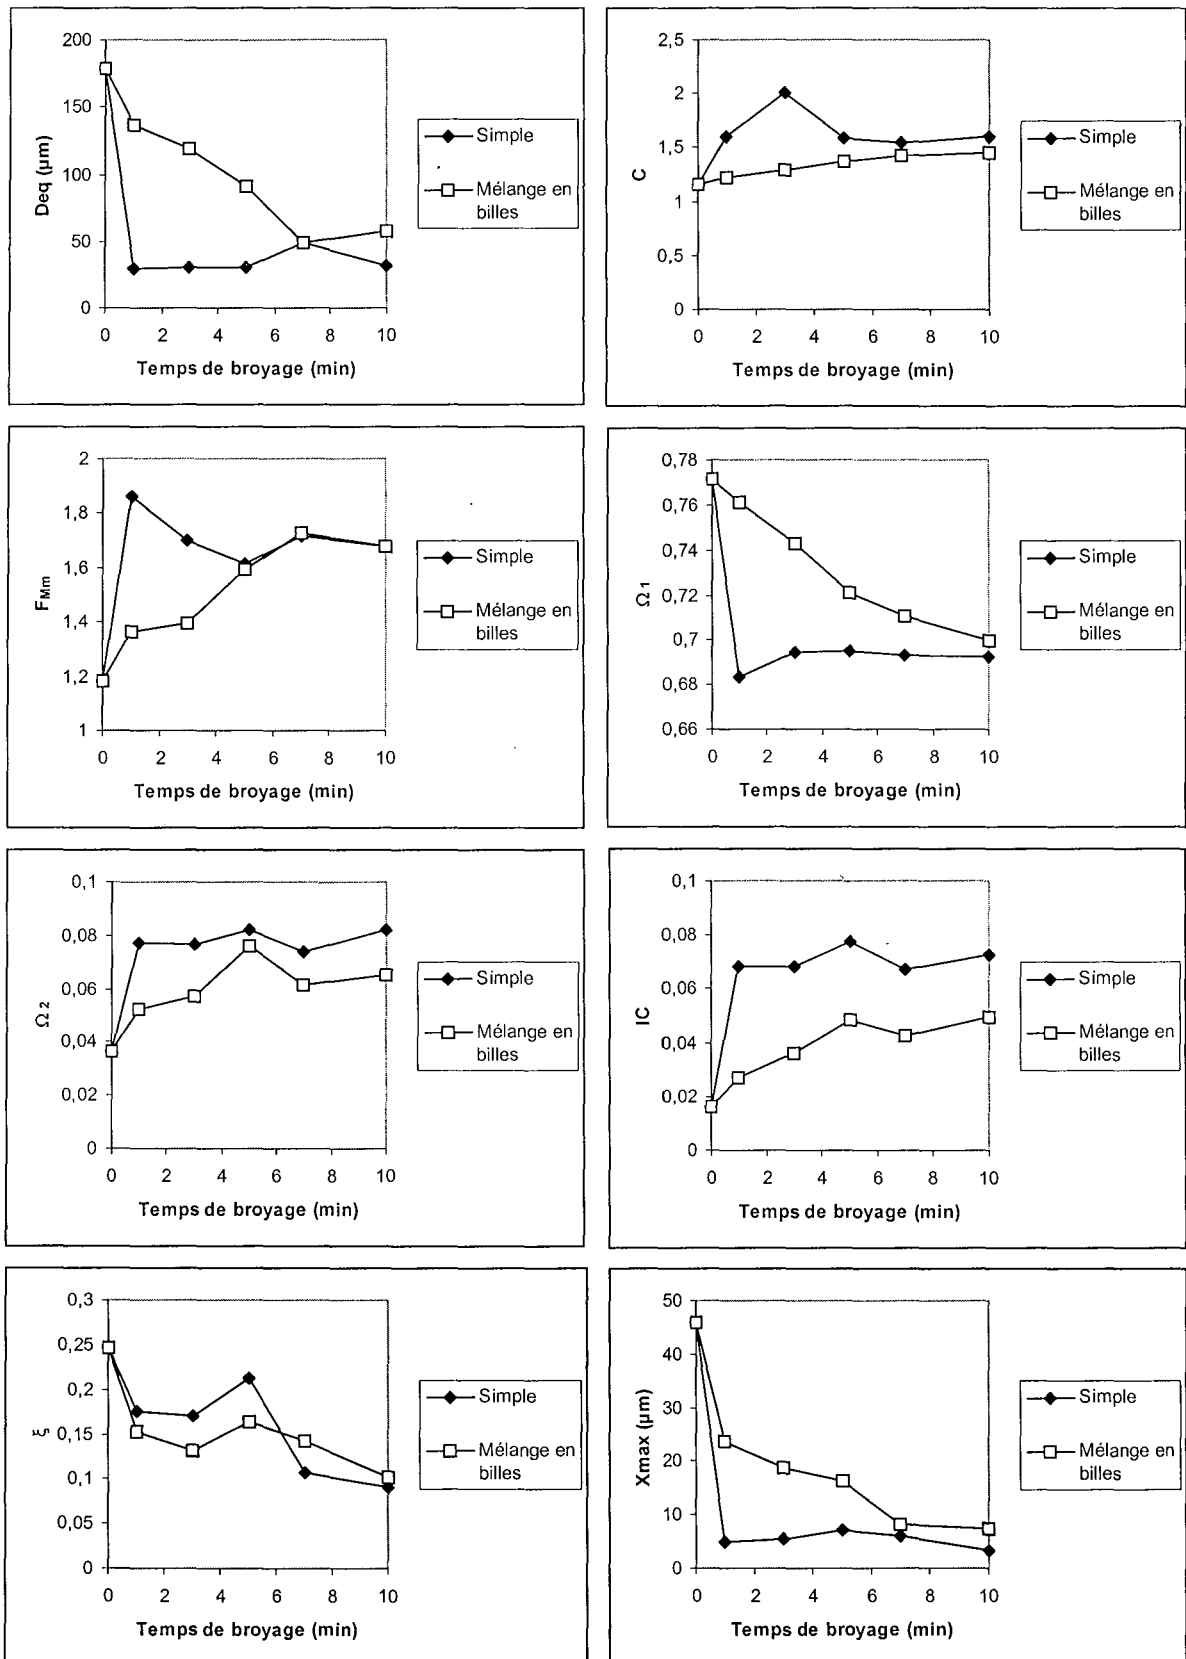 200
150
100
50
0
Deq (µm)
0 2 4 6 8 10
Temps de broyage (min)
Simple
Mélange en
billes
2,5
2
1,5
1
0,5
0
C
0 2 4 6 8 10
Temps de broyage (min)
Simple
Mélange en
billes
2
1,8
1,6
1,4
1,2
1
FMm
0 2 4 6 8 10
Temps de broyage (min)
Simple
Mélange en
billes
0,78
0,76
0,74
0,72
0,7
0,68
0,66
Ω1
0 2 4 6 8 10
Temps de broyage (min)
Simple
Mélange en
billes
0,1
0,08
0,06
0,04
0,02
0
Ω2
0 2 4 6 8 10
Temps de broyage (min)
Simple
Mélange en
billes
0,1
0,08
0,06
0,04
0,02
0
IC
0 2 4 6 8 10
Temps de broyage (min)
Simple
Mélange en
billes
0,3
0,25
0,2
0,15
0,1
0,05
0
ξ
0 2 4 6 8 10
Temps de broyage (min)
Simple
Mélange en
billes
50
40
30
20
10
0
Xmax (µm)
0 2 4 6 8 10
Temps de broyage (min)
Simple
Mélange en
billes